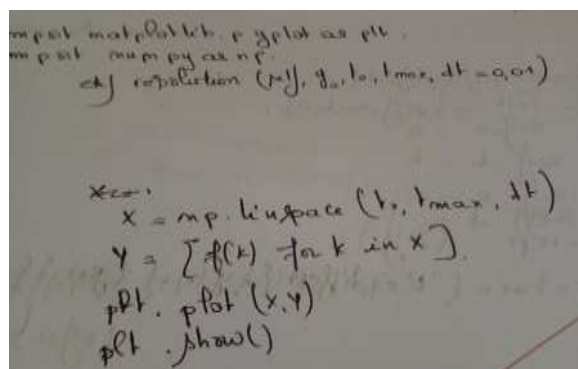 mport matplotlib.pyplot as plt.
mport numpy as np.
def resolution (, y₀, t₀, tmax, dt = 0,01)
X = np.linspace (t₀, tmax, dt)
Y = [f(k) for k in X].
plt.plot (X,Y)
plt.show()